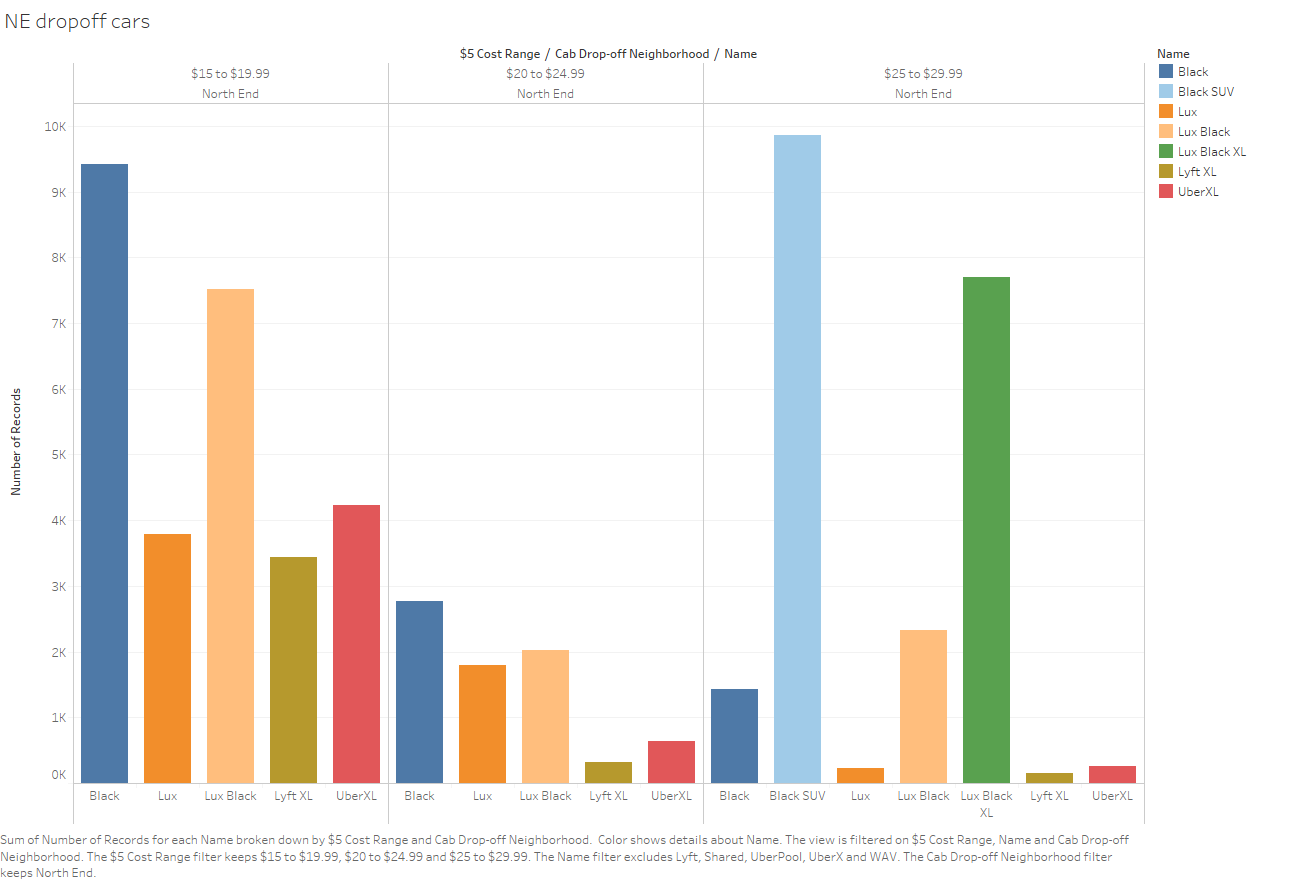 NE dropoff cars
$5 Cost Range / Cab Drop-off Neighborhood / Name
$15 to $19.99
$20 to $24.99
$25 to $29.99
North End
North End
North End
Name
Black
Black SUV
Lux
Lux Black
Lux Black XL
Lyft XL
UberXL
Number of Records
10K
9K
8K
7K
6K
5K
4K
3K
2K
1K
0K
Black
Lux
Lux Black
Lyft XL
UberXL
Black
Lux
Lux Black
Lyft XL
UberXL
Black
Black SUV
Lux
Lux Black
Lux Black
XL
Lyft XL
UberXL
Sum of Number of Records for each Name broken down by $5 Cost Range and Cab Drop-off Neighborhood.  Color shows details about Name. The view is filtered on $5 Cost Range, Name and Cab Drop-off
Neighborhood. The $5 Cost Range filter keeps $15 to $19.99, $20 to $24.99 and $25 to $29.99. The Name filter excludes Lyft, Shared, UberPool, UberX and WAV. The Cab Drop-off Neighborhood filter
keeps North End.